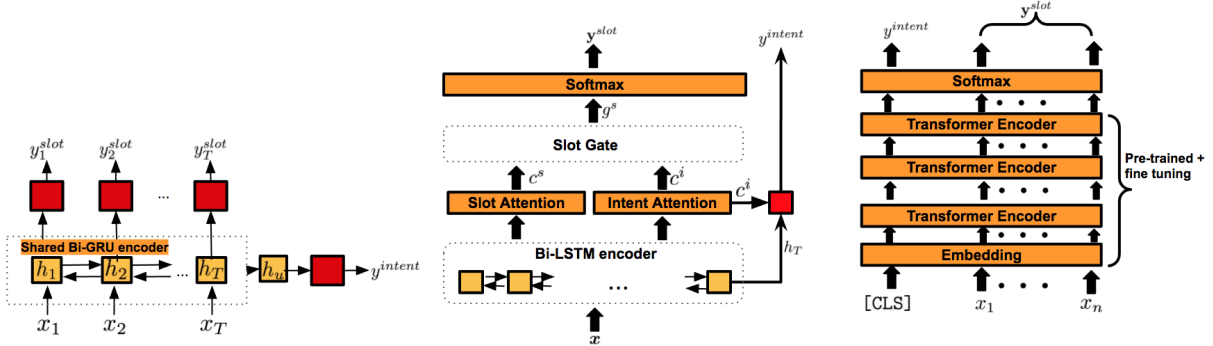 y_1^{slot} y_2^{slot} y_T^{slot}
...
Shared Bi-GRU encoder
h_1 h_2 ... h_T h_u y^{intent}
x_1 x_2 x_T
y^{slot} y^{intent}
Softmax
g^s
Slot Gate
c^s c^i c^i
Slot Attention Intent Attention
Bi-LSTM encoder h_T
...
x
y^{slot}
y^{intent}
Softmax
. . .
Transformer Encoder
. . .
Transformer Encoder
. . .
Transformer Encoder
. . .
Embedding
. . .
[CLS] x_1 x_n
Pre-trained +
fine tuning